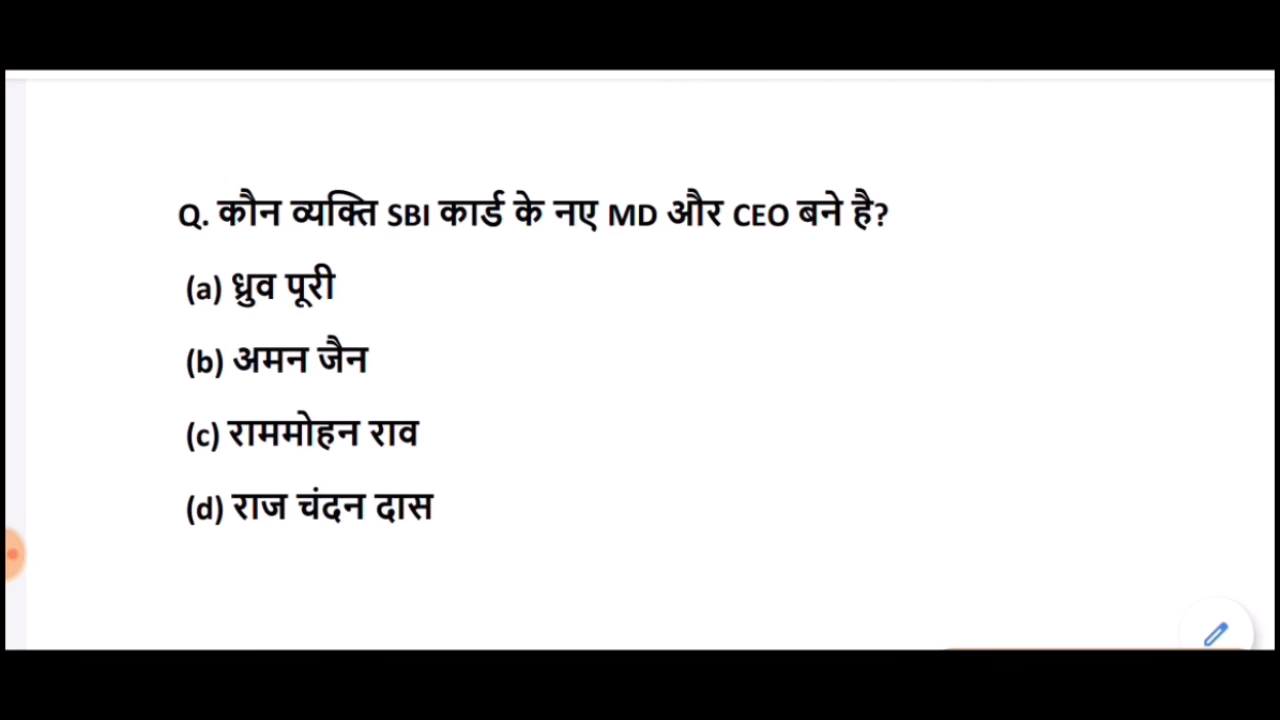 Q. कौन व्यक्ति SBI कार्ड के नए MD और CEO बने है?
(a) ध्रुव पूरी
(b) अमन जैन
(c) राममोहन राव
(d) राज चंदन दास